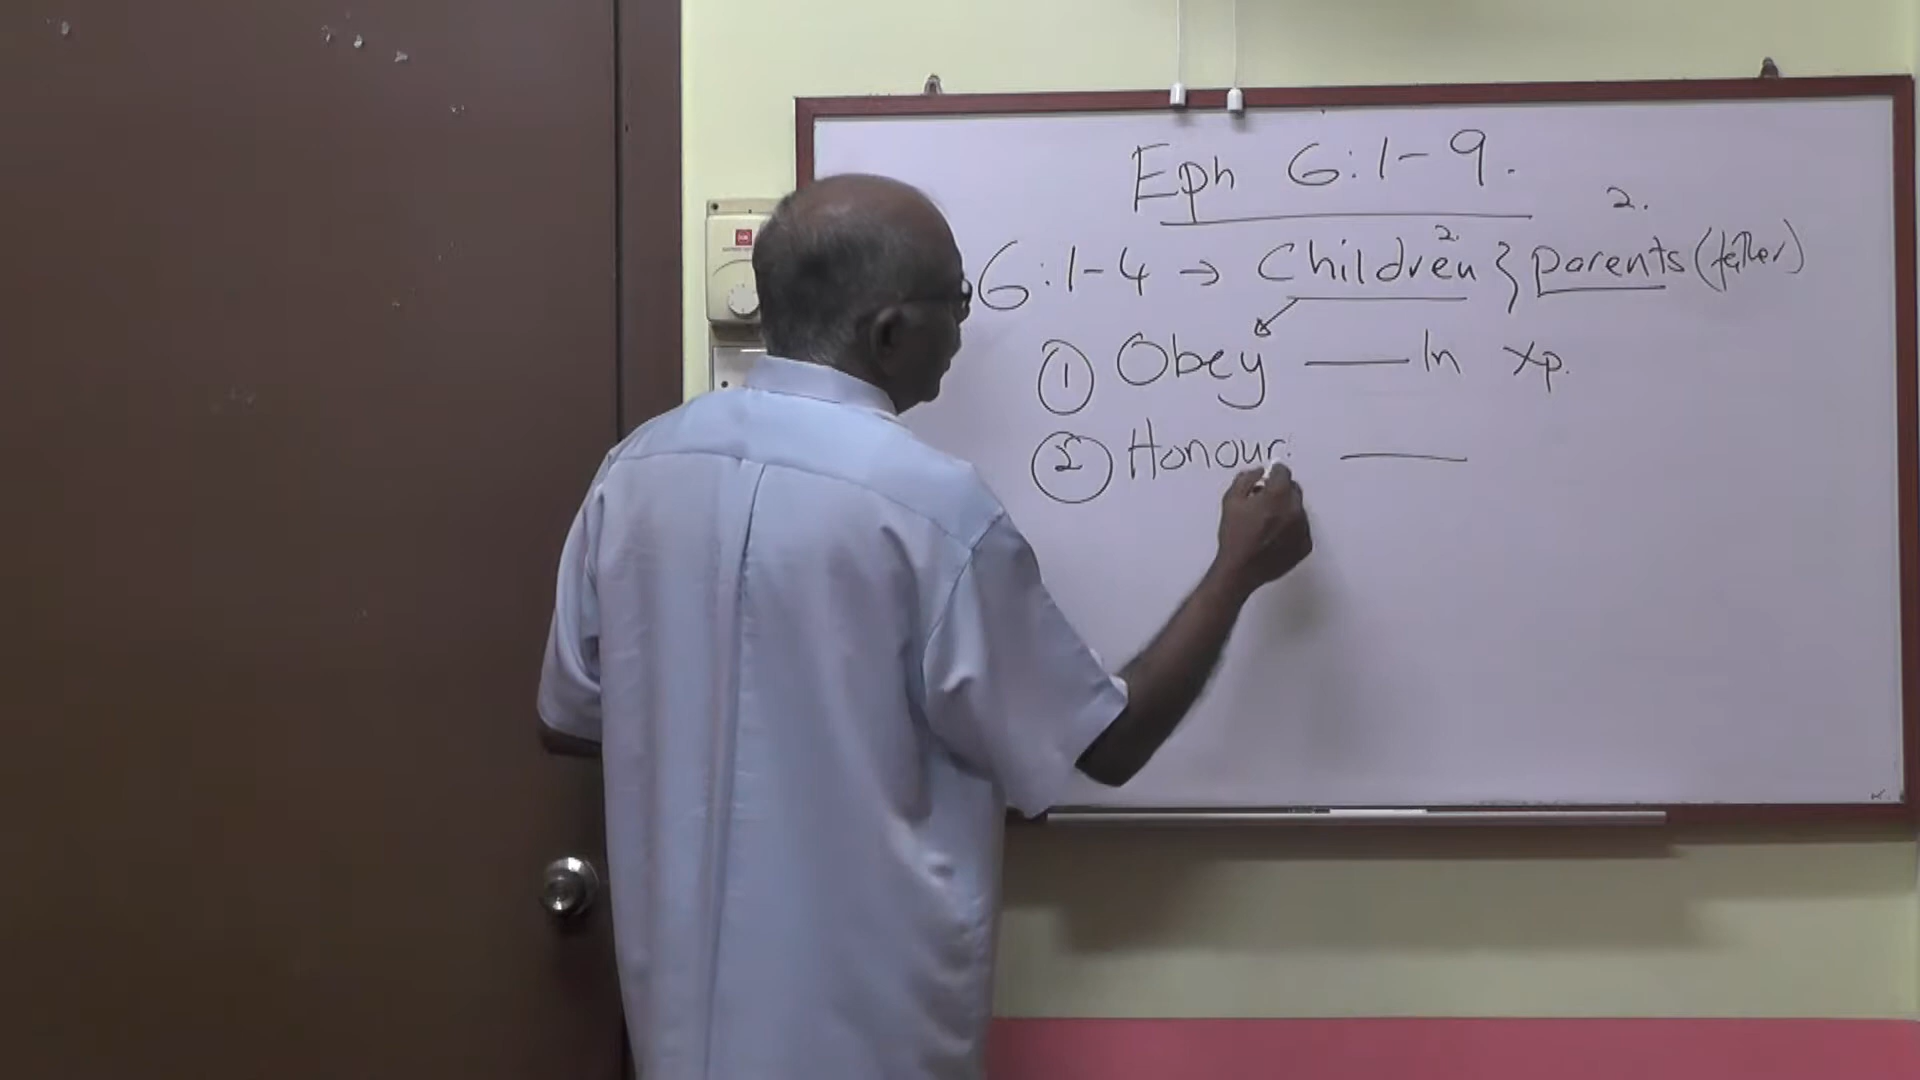 Eph 6:1-9.
2.
2.
6:1-4 → Children } Parents (father)
① Obey —— In Xp.
② Honour ——